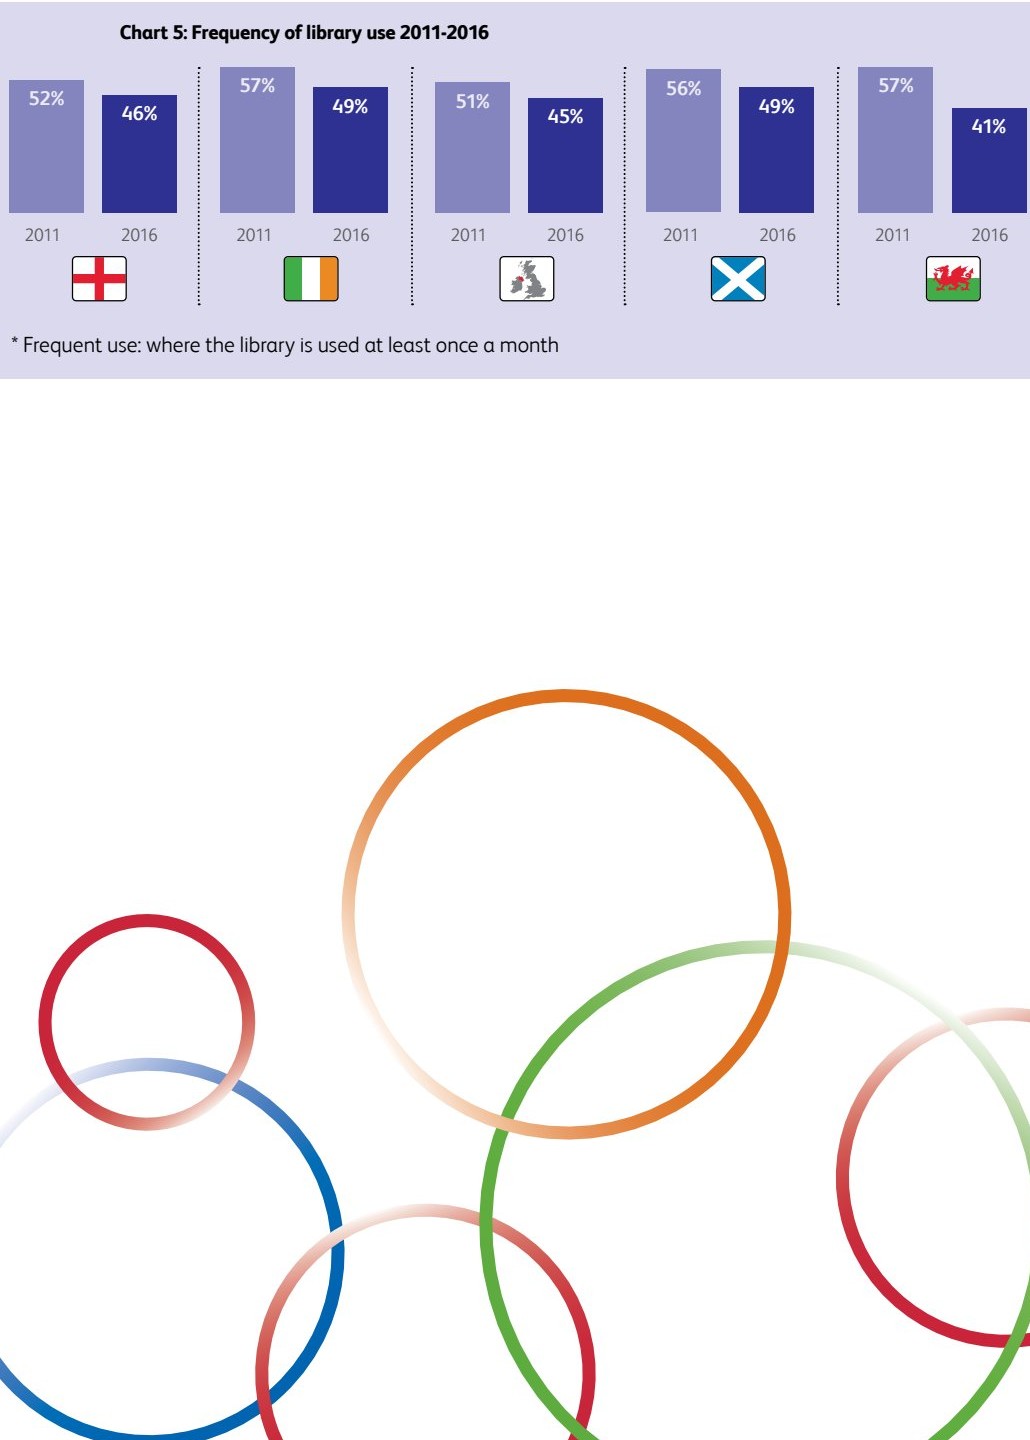 Chart 5: Frequency of library use 2011-2016
52% 46% 57% 49% 51% 45% 56% 49% 57% 41%
2011 2016 2011 2016 2011 2016 2011 2016 2011 2016
* Frequent use: where the library is used at least once a month